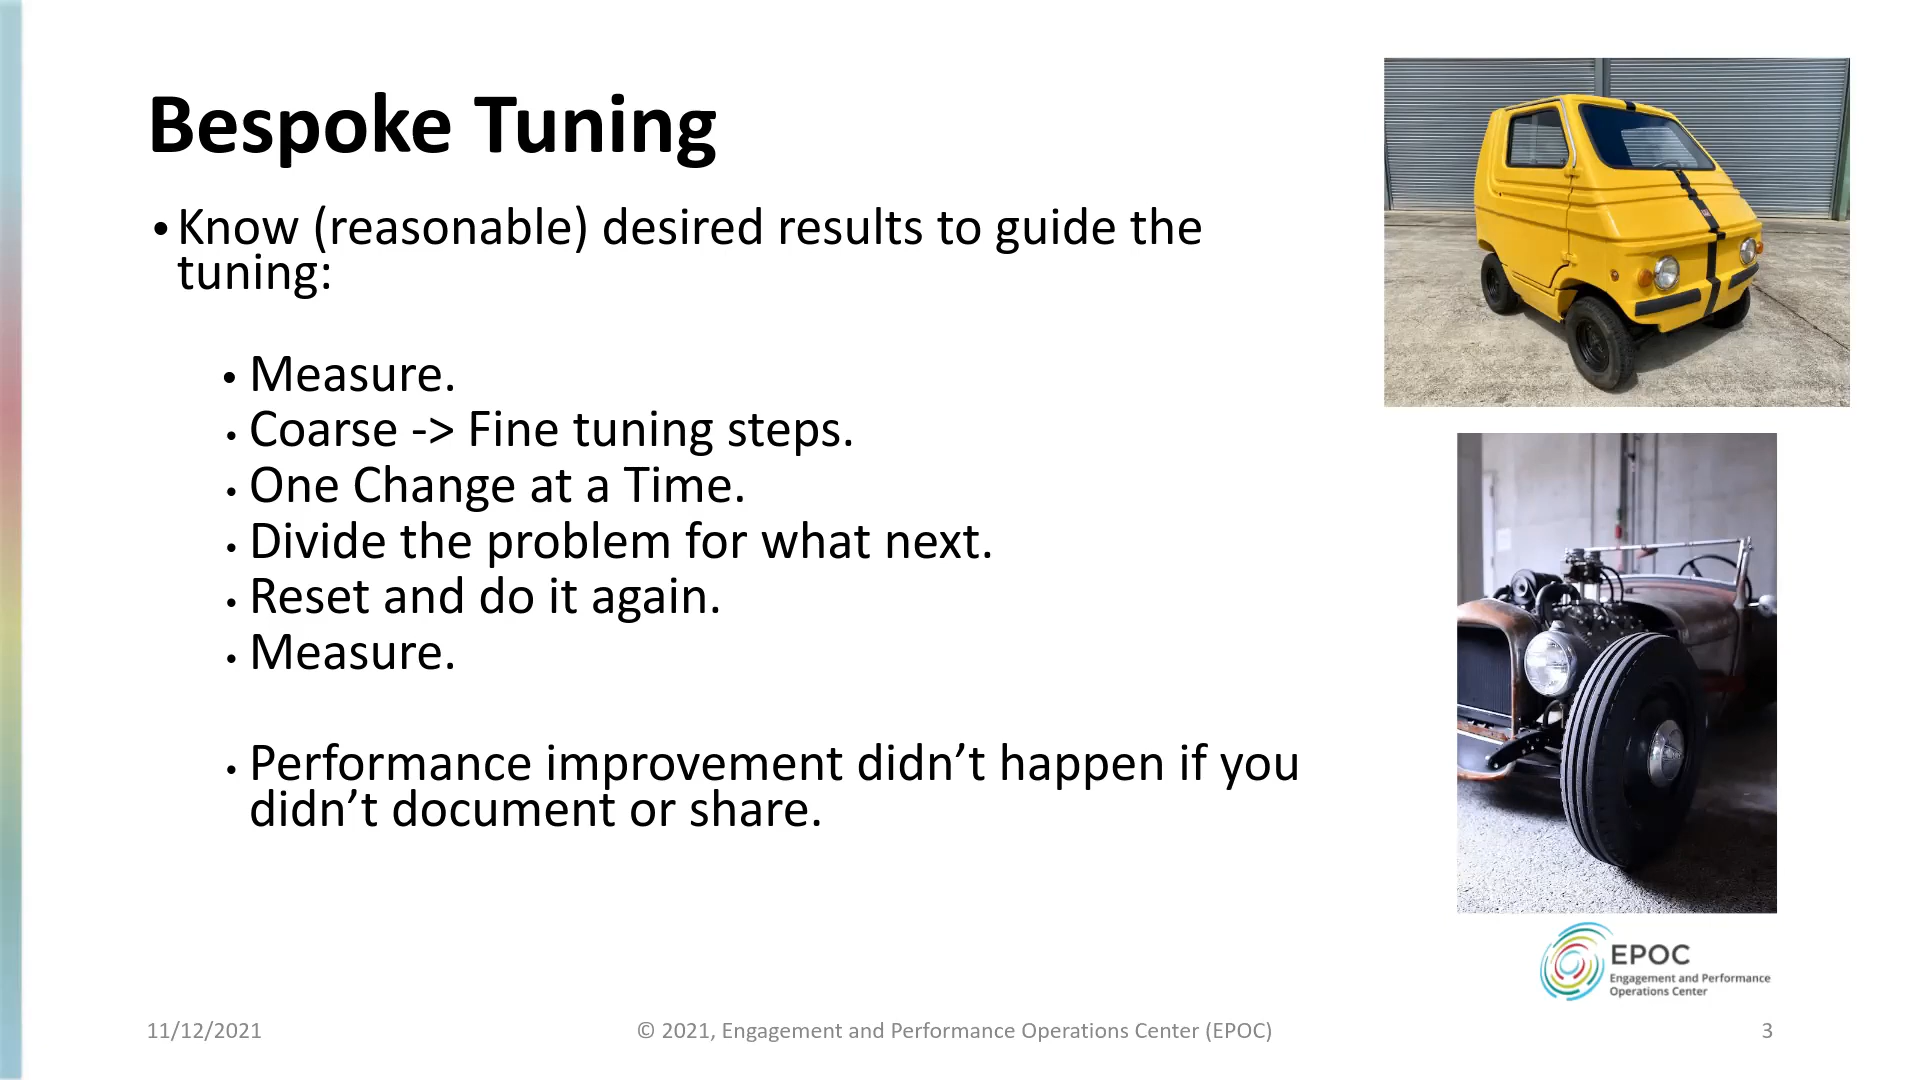 Bespoke Tuning
• Know (reasonable) desired results to guide the
tuning:
• Measure.
• Coarse -> Fine tuning steps.
• One Change at a Time.
• Divide the problem for what next.
• Reset and do it again.
• Measure.
• Performance improvement didn’t happen if you
didn’t document or share.
EPOC
Engagement and Performance
Operations Center
11/12/2021
© 2021, Engagement and Performance Operations Center (EPOC)
3